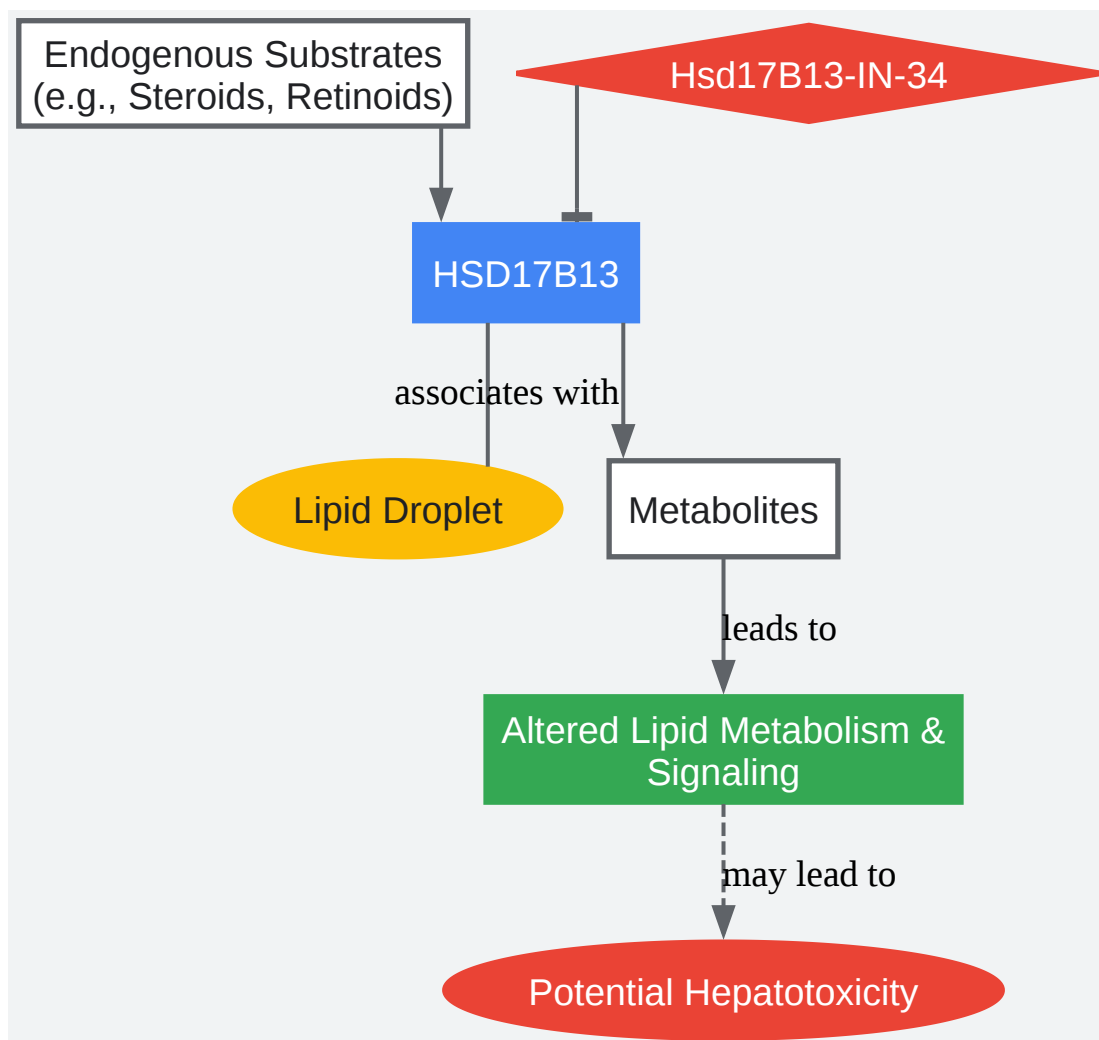 Endogenous Substrates
(e.g., Steroids, Retinoids)
Hsd17B13-IN-34
HSD17B13
associates with
Lipid Droplet
Metabolites
leads to
Altered Lipid Metabolism &
Signaling
may lead to
Potential Hepatotoxicity